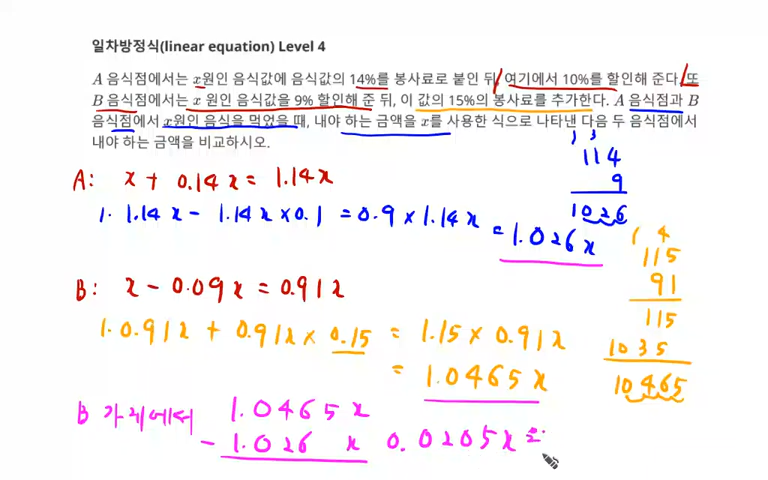 일차방정식(linear equation) Level 4
A 음식점에서는 x원인 음식값에 음식값의 14%를 봉사료로 붙인 뒤, 여기에서 10%를 할인해 준다. 또
B 음식점에서는 x 원인 음식값을 9% 할인해 준 뒤, 이 값의 15%의 봉사료를 추가한다. A 음식점과 B
음식점에서 x원인 음식을 먹었을 때, 내야 하는 금액을 x를 사용한 식으로 나타낸 다음 두 음식점에서
내야 하는 금액을 비교하시오.
1 3
114
9
1026
A: x + 0.14x = 1.14x
1. 1.14x - 1.14x × 0.1 = 0.9 × 1.14x = 1.026x
1 4
115
91
115
1035
10465
B: x - 0.09x = 0.91x
1. 0.91x + 0.91x × 0.15 = 1.15 × 0.91x
= 1.0465x
B 가게에서 1.0465x
- 1.026 x 0.0205x